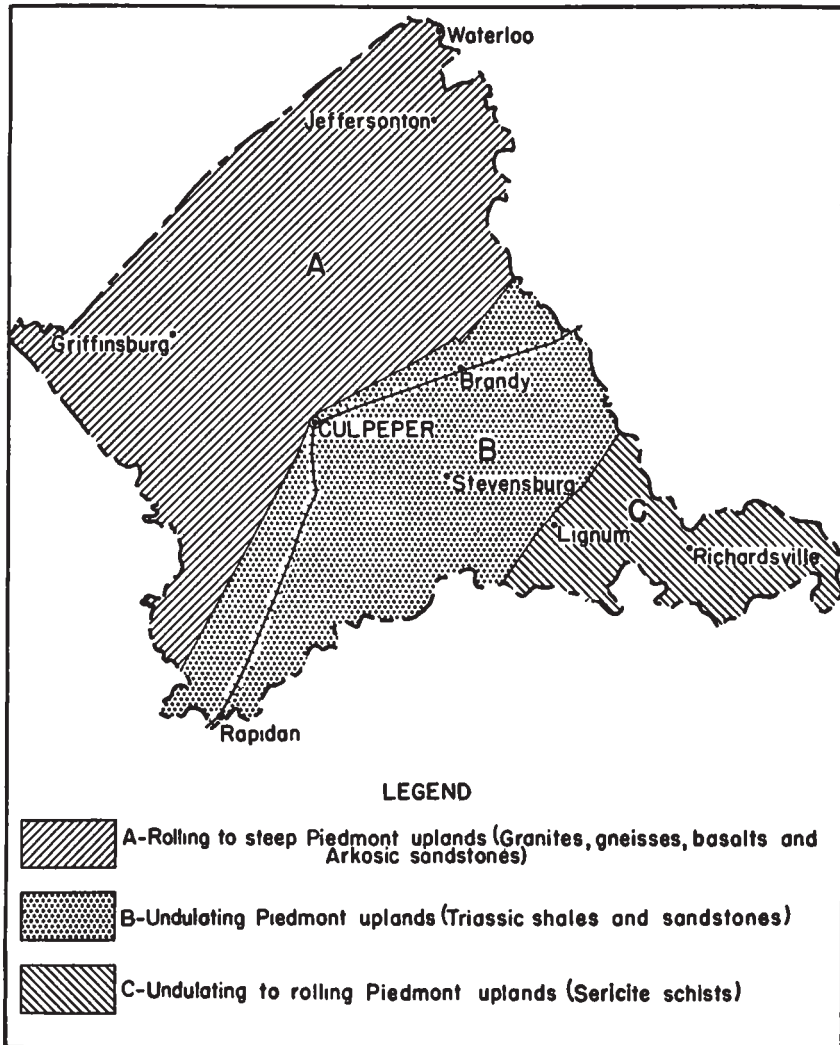 Waterloo
Jeffersonton
A
Griffinsburg
Brandy
CULPEPER
B
Stevensburg
C
Lignum
Richardsville
Rapidan
LEGEND
A-Rolling to steep Piedmont uplands (Granites, gneisses, basalts and
Arkosic sandstones)
B-Undulating Piedmont uplands (Triassic shales and sandstones)
C-Undulating to rolling Piedmont uplands (Sericite schists)